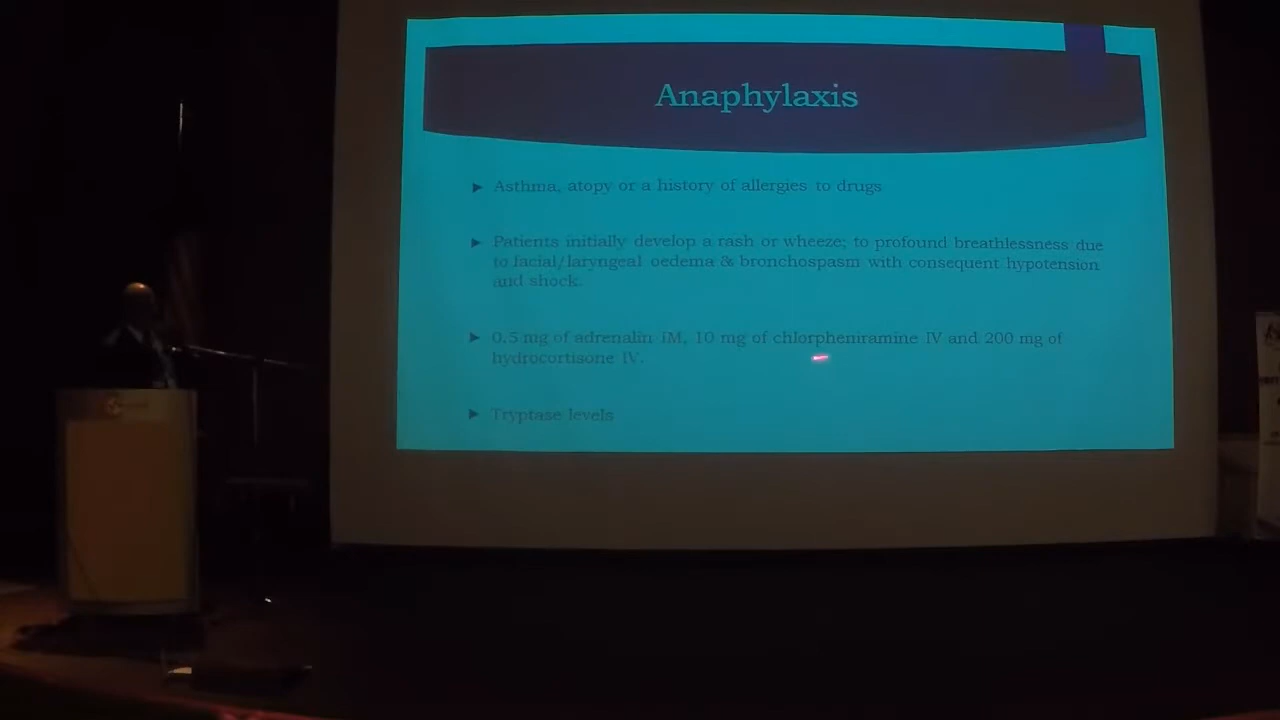 Anaphylaxis
Asthma, atopy or a history of allergies to drugs
Patients initially develop a rash or wheeze; to profound breathlessness due
to facial/laryngeal oedema & bronchospasm with consequent hypotension
and shock.
0.5 mg of adrenalin IM, 10 mg of chlorpheniramine IV and 200 mg of
hydrocortisone IV.
Tryptase levels